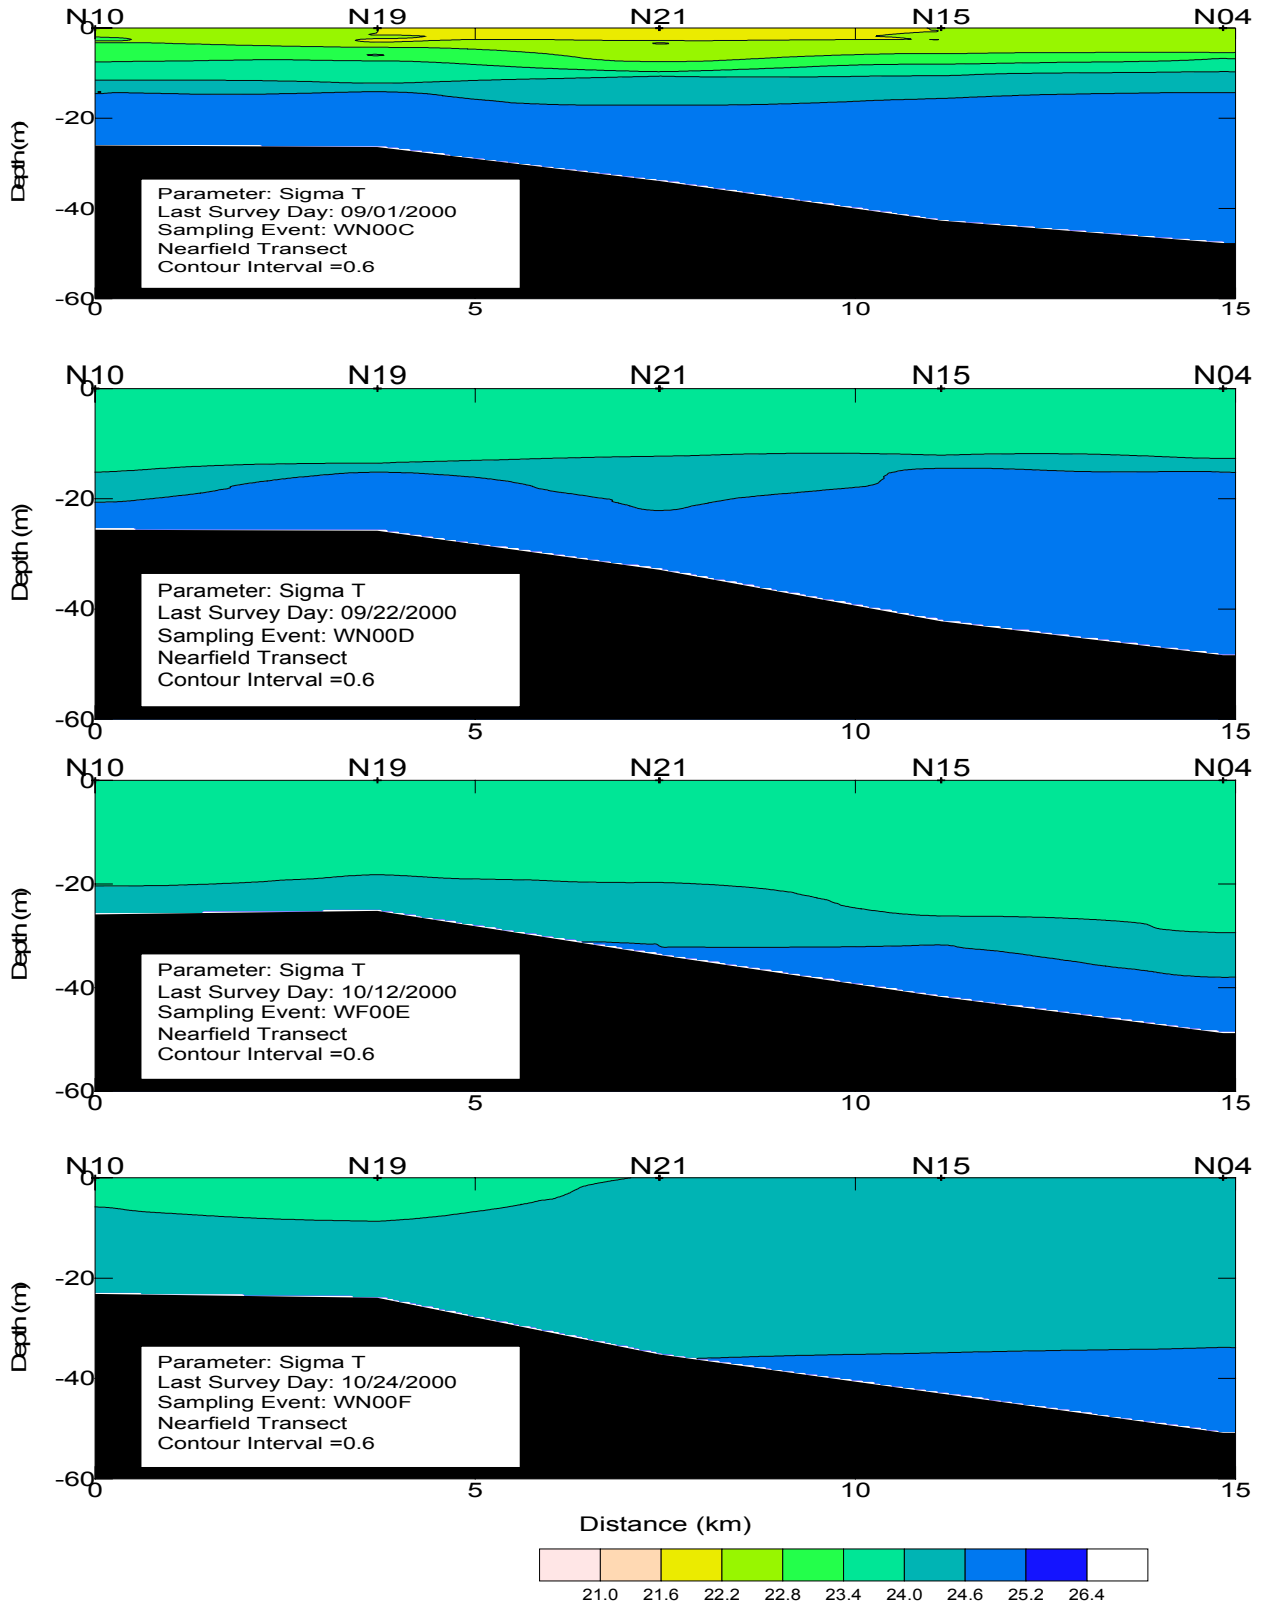 N10 N19 N21 N15 N04
0
-20
-40
-60
Depth (m)
Parameter: Sigma T
Last Survey Day: 09/01/2000
Sampling Event: WN00C
Nearfield Transect
Contour Interval =0.6
0 5 10 15
N10 N19 N21 N15 N04
0
-20
-40
-60
Depth (m)
Parameter: Sigma T
Last Survey Day: 09/22/2000
Sampling Event: WN00D
Nearfield Transect
Contour Interval =0.6
0 5 10 15
N10 N19 N21 N15 N04
0
-20
-40
-60
Depth (m)
Parameter: Sigma T
Last Survey Day: 10/12/2000
Sampling Event: WF00E
Nearfield Transect
Contour Interval =0.6
0 5 10 15
N10 N19 N21 N15 N04
0
-20
-40
-60
Depth (m)
Parameter: Sigma T
Last Survey Day: 10/24/2000
Sampling Event: WN00F
Nearfield Transect
Contour Interval =0.6
0 5 10 15
Distance (km)
21.0 21.6 22.2 22.8 23.4 24.0 24.6 25.2 26.4